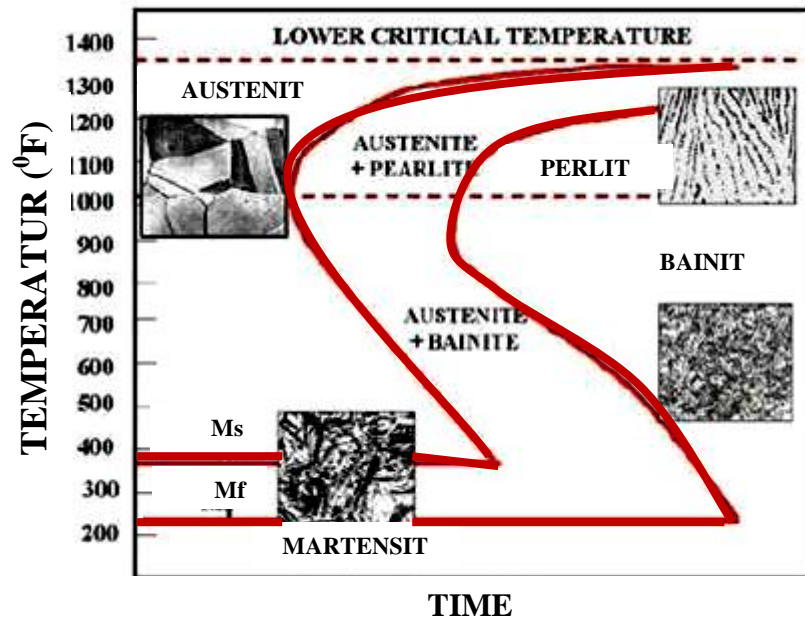 LOWER CRITICIAL TEMPERATURE
AUSTENIT
AUSTENITE
+ PEARLITE
PERLIT
BAINIT
AUSTENITE
+ BAINITE
Ms
Mf
MARTENSIT
1400
1300
1200
1100
1000
900
800
700
600
500
400
300
200
TEMPERATUR (⁰F)
TIME